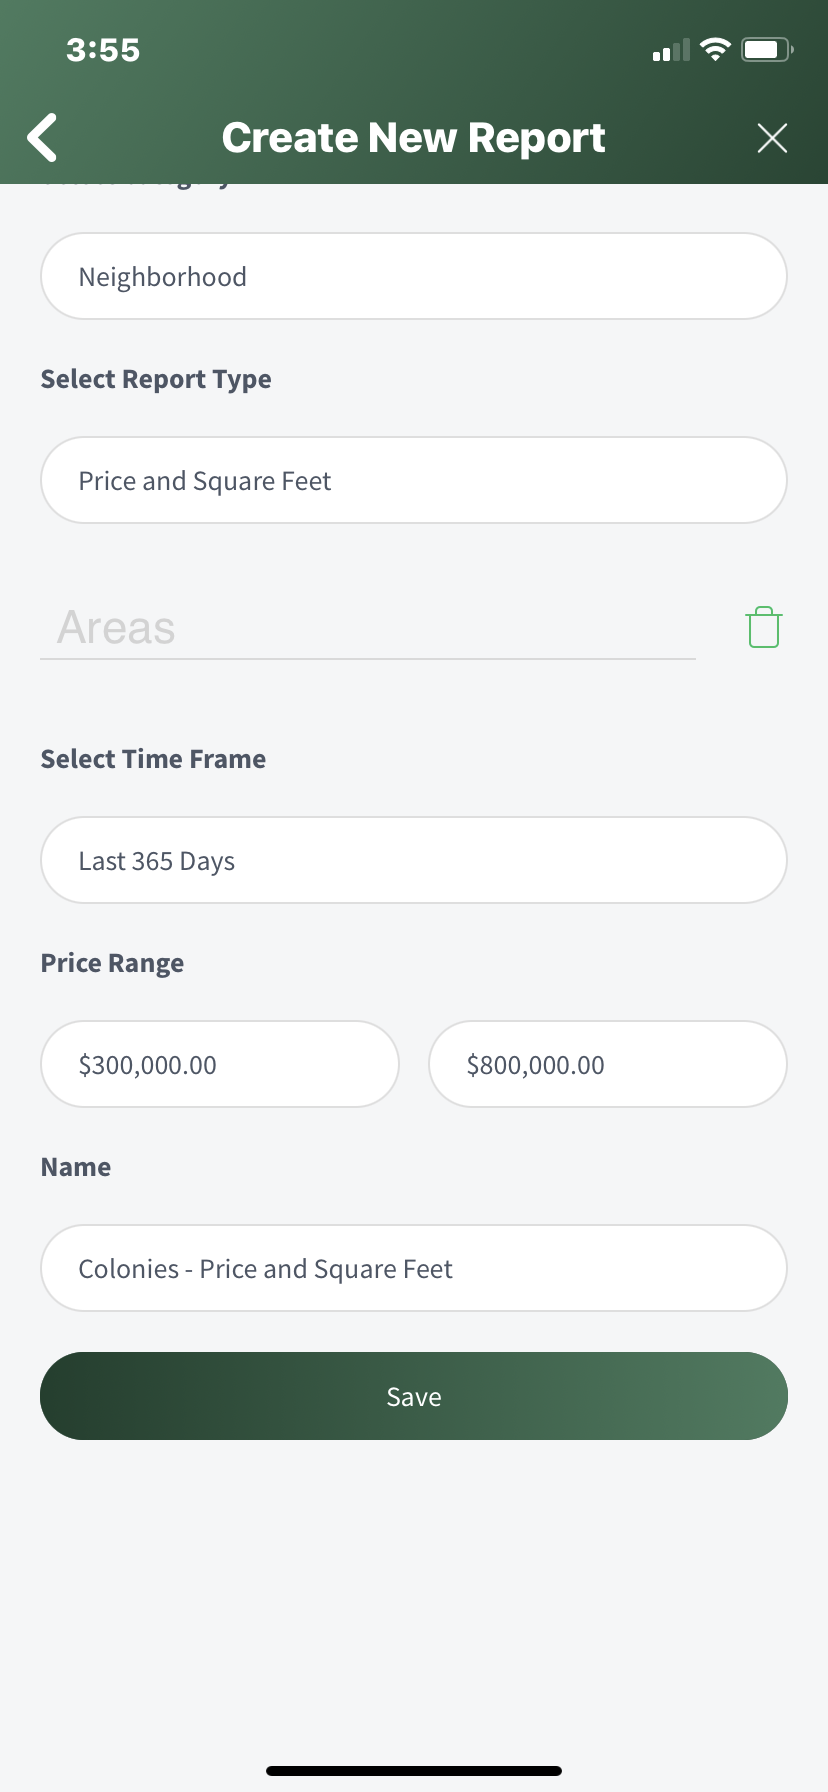 3:55
Create New Report
Neighborhood
Select Report Type
Price and Square Feet
Areas
Select Time Frame
Last 365 Days
Price Range
$300,000.00 $800,000.00
Name
Colonies - Price and Square Feet
Save